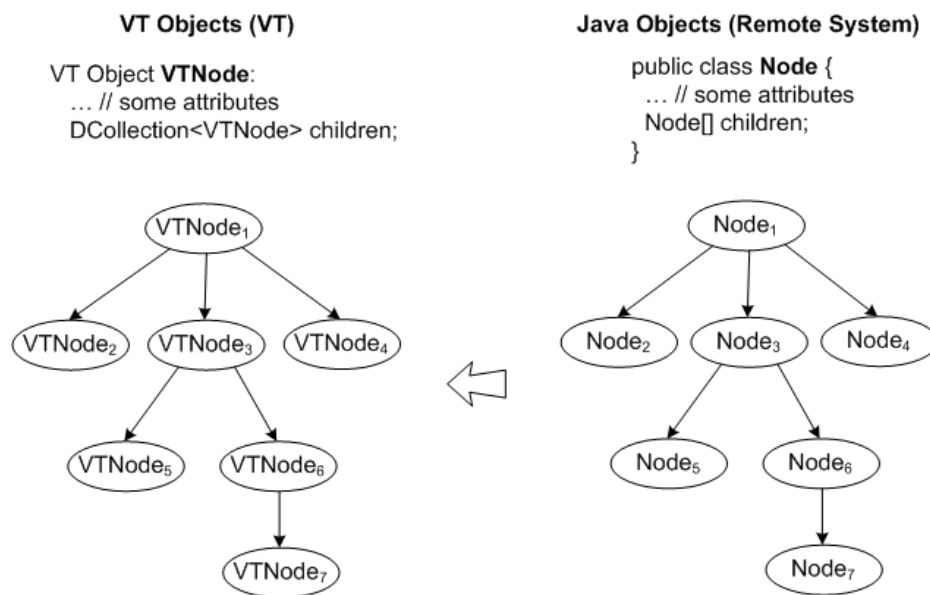 VT Objects (VT)
VT Object VTNode:
… // some attributes
DCollection<VTNode> children;
VTNode₁
VTNode₂ VTNode₃ VTNode₄
VTNode₅ VTNode₆
VTNode₇
Java Objects (Remote System)
public class Node {
… // some attributes
Node[] children;
}
Node₁
Node₂ Node₃ Node₄
Node₅ Node₆
Node₇